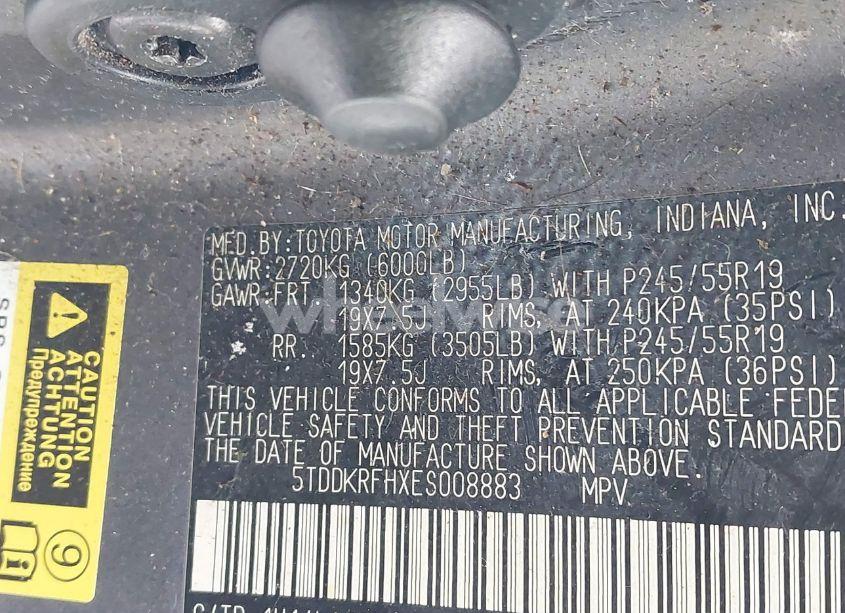 MFD. BY: TOYOTA MOTOR MANUFACTURING, INDIANA, INC.
GVWR: 2720KG (6000LB)
GAWR: FRT. 1340KG (2955LB) WITH P245/55R19
19X7.5J RIMS, AT 240KPA (35PSI)
RR. 1585KG (3505LB) WITH P245/55R19
19X7.5J RIMS, AT 250KPA (36PSI)
THIS VEHICLE CONFORMS TO ALL APPLICABLE FEDE
VEHICLE SAFETY AND THEFT PREVENTION STANDARD
THE DATE OF MANUFACTURE SHOWN ABOVE.
5TDDKRFHXES008883 MPV
C/TR
SRS
CAUTION
ATTENTION
ACHTUNG
Предупреждение
9
i